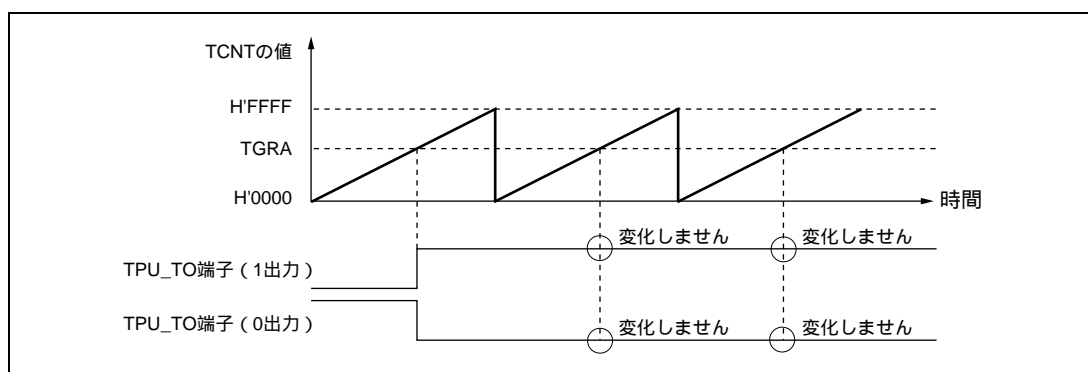 TCNTの値
H'FFFF
TGRA
H'0000
時間
変化しません 変化しません
TPU_TO端子(1出力)
TPU_TO端子(0出力)
変化しません 変化しません